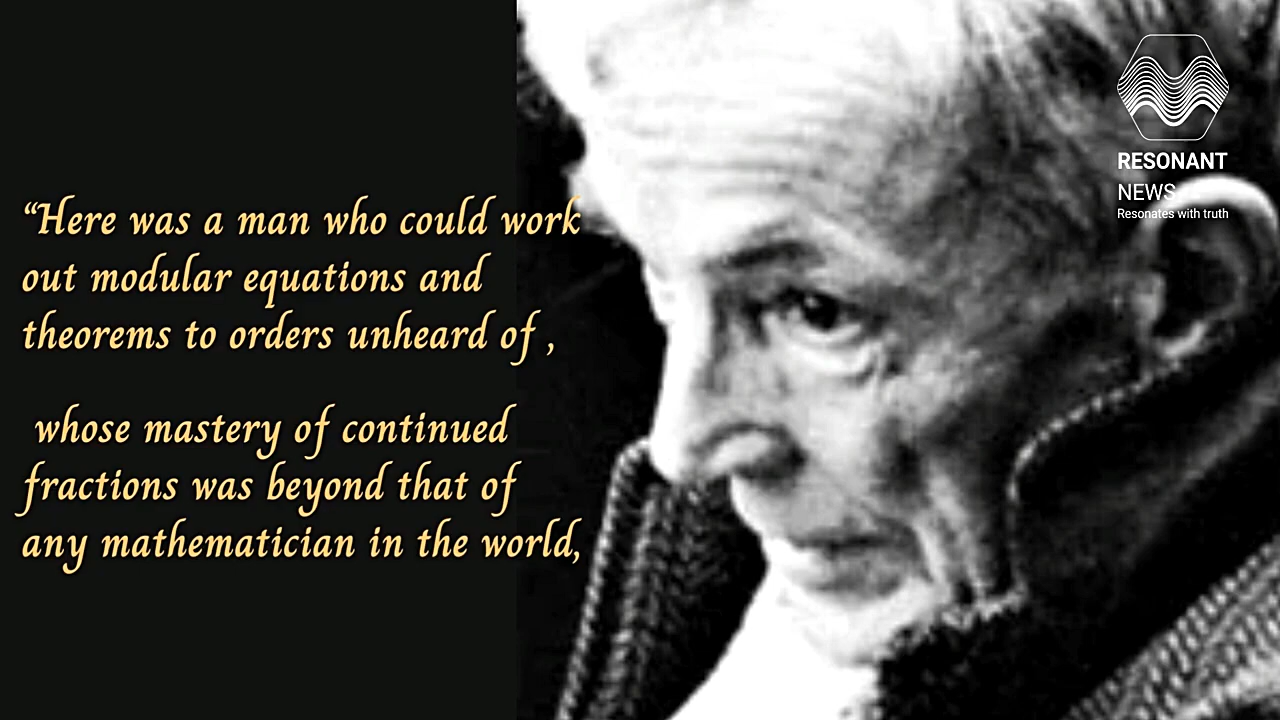 “Here was a man who could work
out modular equations and
theorems to orders unheard of ,
whose mastery of continued
fractions was beyond that of
any mathematician in the world,
RESONANT
NEWS
Resonates with truth